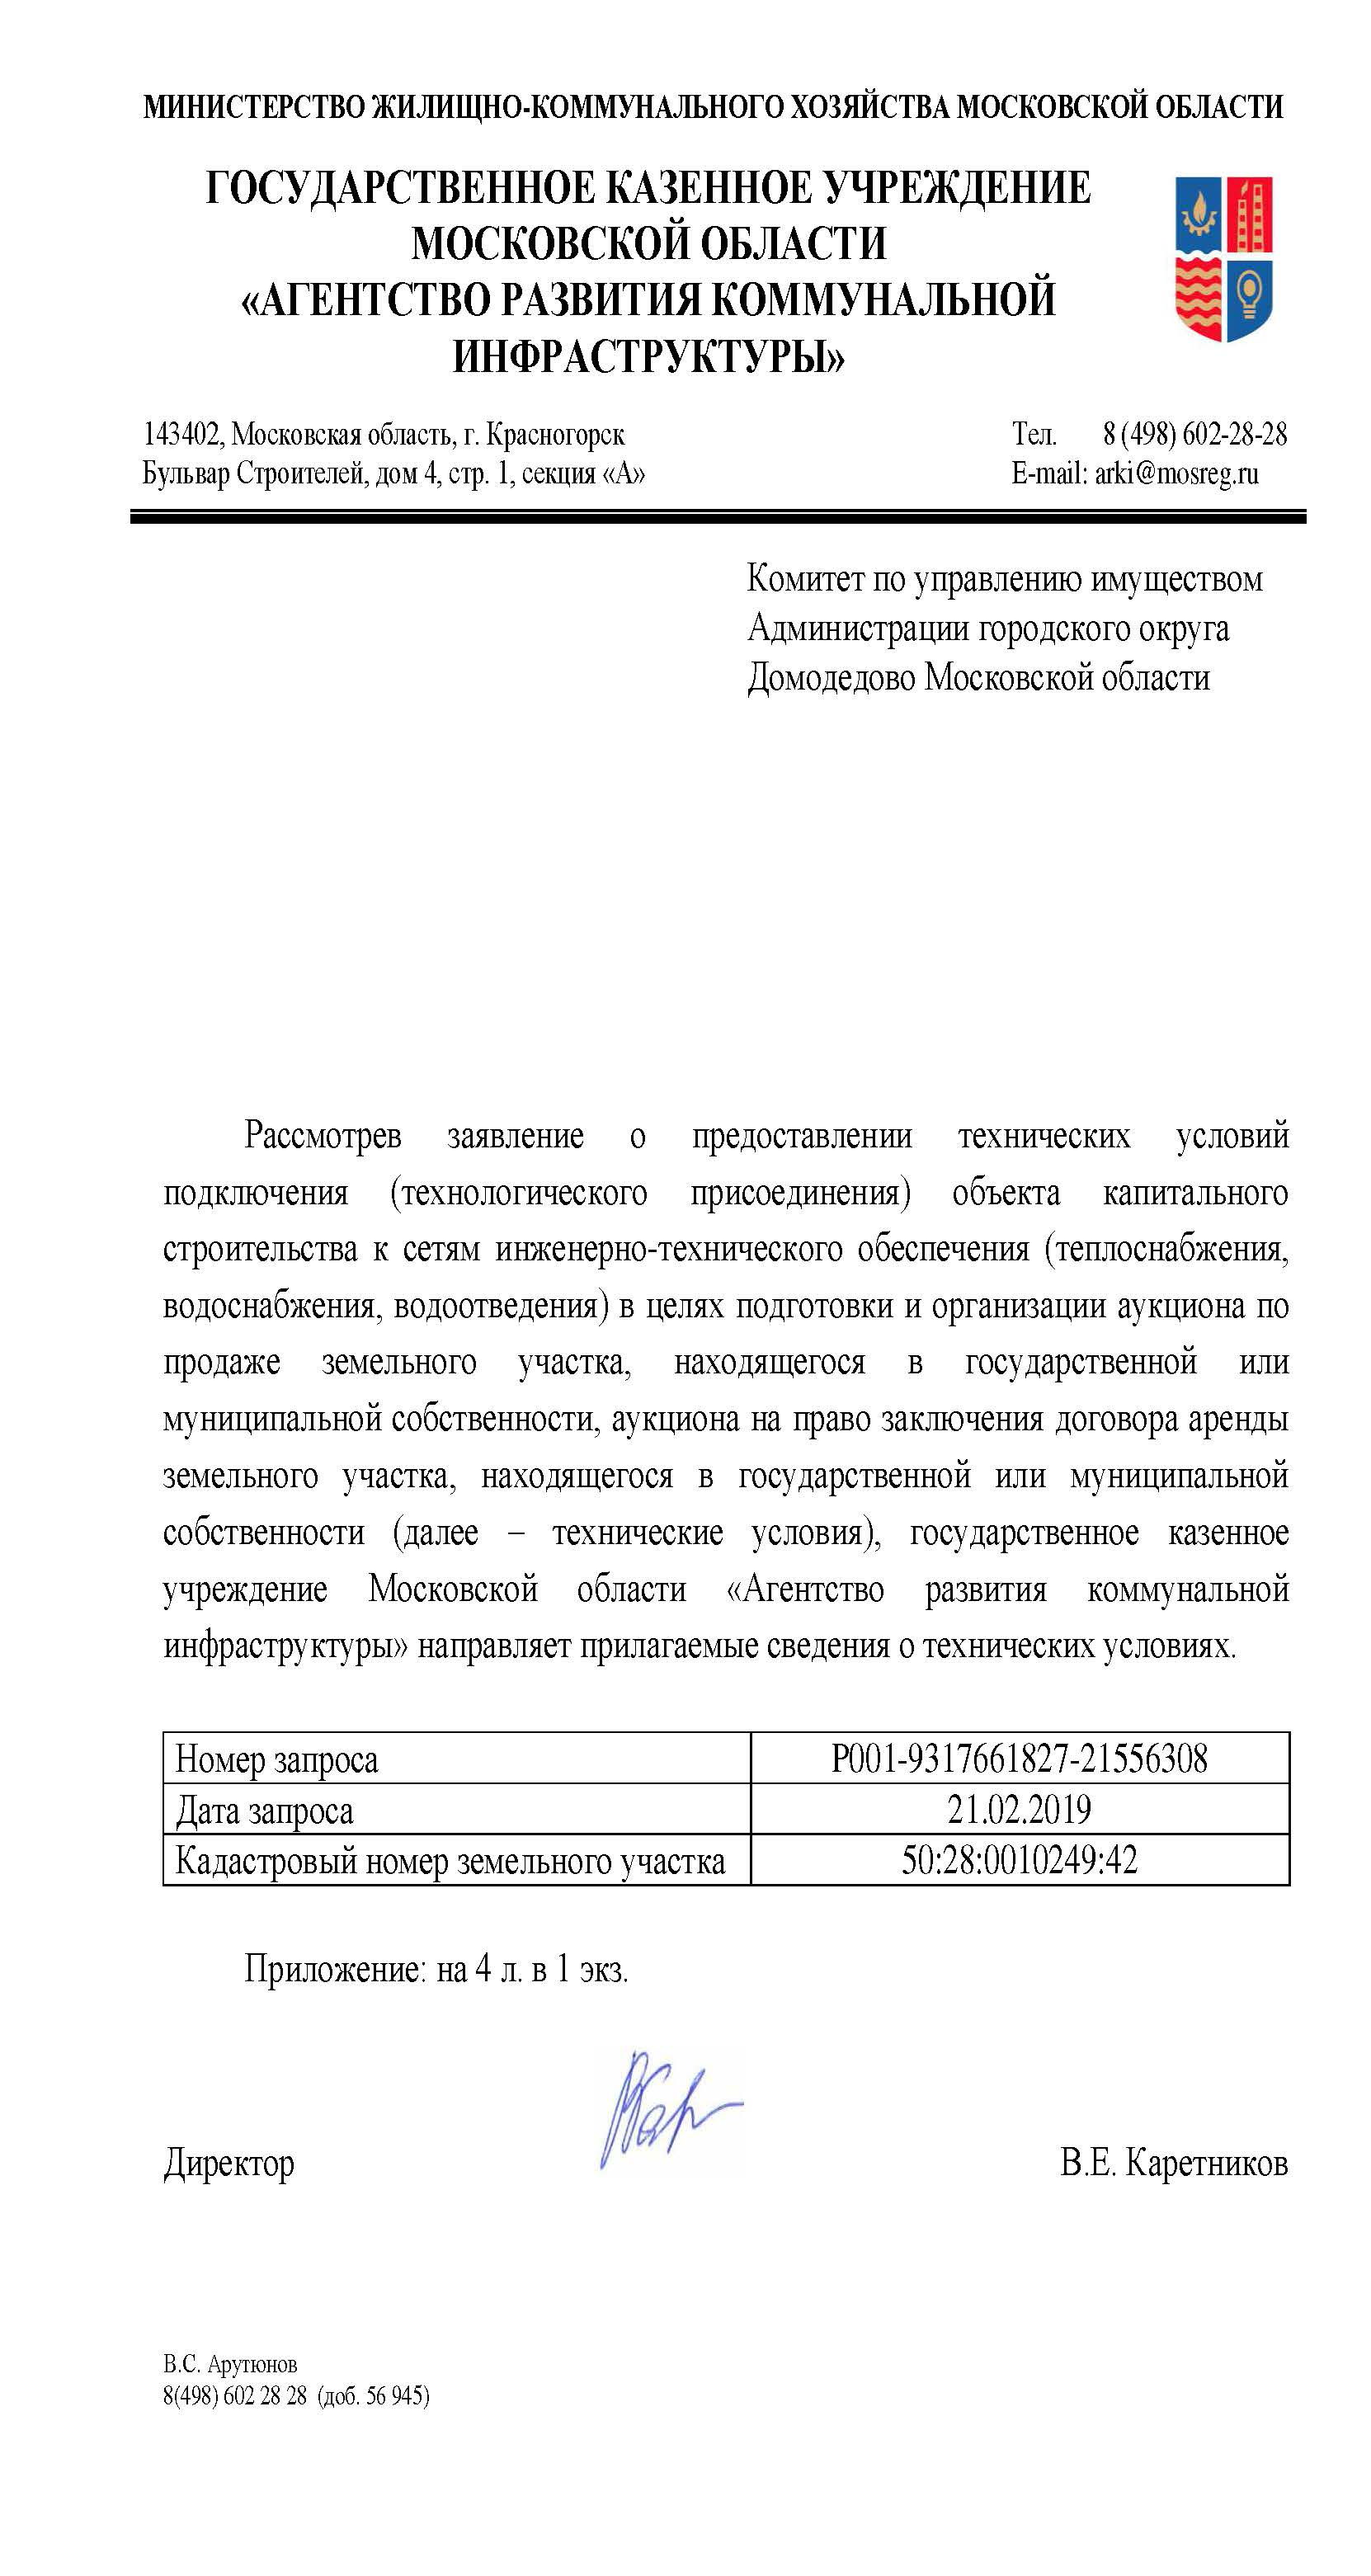 МИНИСТЕРСТВО ЖИЛИЩНО-КОММУНАЛЬНОГО ХОЗЯЙСТВА МОСКОВСКОЙ ОБЛАСТИ
ГОСУДАРСТВЕННОЕ КАЗЕННОЕ УЧРЕЖДЕНИЕ
МОСКОВСКОЙ ОБЛАСТИ
«АГЕНТСТВО РАЗВИТИЯ КОММУНАЛЬНОЙ
ИНФРАСТРУКТУРЫ»
143402, Московская область, г. Красногорск
Бульвар Строителей, дом 4, стр. 1, секция «А»
Тел. 8 (498) 602-28-28
E-mail: arki@mosreg.ru
Комитет по управлению имуществом
Администрации городского округа
Домодедово Московской области
Рассмотрев заявление о предоставлении технических условий
подключения (технологического присоединения) объекта капитального
строительства к сетям инженерно-технического обеспечения (теплоснабжения,
водоснабжения, водоотведения) в целях подготовки и организации аукциона по
продаже земельного участка, находящегося в государственной или
муниципальной собственности, аукциона на право заключения договора аренды
земельного участка, находящегося в государственной или муниципальной
собственности (далее – технические условия), государственное казенное
учреждение Московской области «Агентство развития коммунальной
инфраструктуры» направляет прилагаемые сведения о технических условиях.
Номер запроса P001-9317661827-21556308
Дата запроса 21.02.2019
Кадастровый номер земельного участка 50:28:0010249:42
Приложение: на 4 л. в 1 экз.
Директор В.Е. Каретников
В.С. Арутюнов
8(498) 602 28 28 (доб. 56 945)